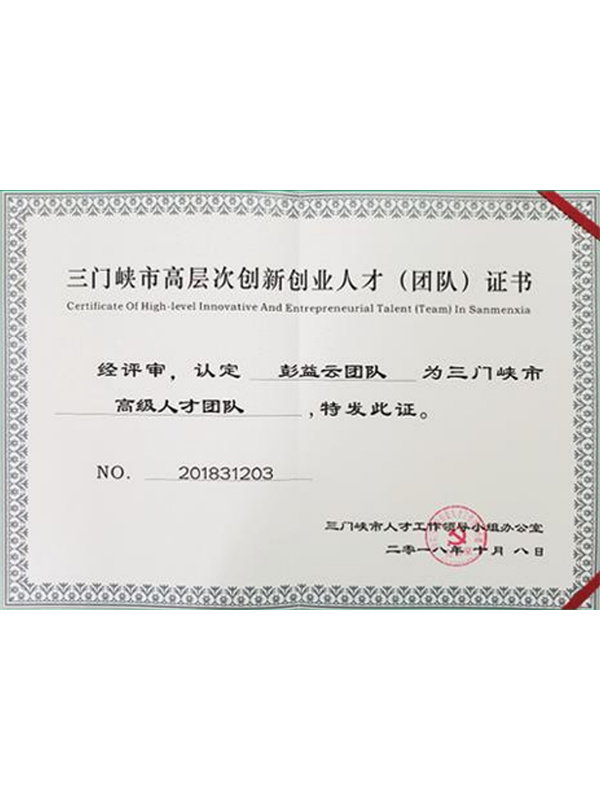 三门峡市高层次创新创业人才（团队）证书
Certificate Of High-level Innovative And Entrepreneurial Talent (Team) In Sanmenxia
经评审，认定 彭益云团队 为三门峡市
高级人才团队，特发此证。
NO. 201831203
三门峡市人才工作领导小组办公室
二零一八年十月八日